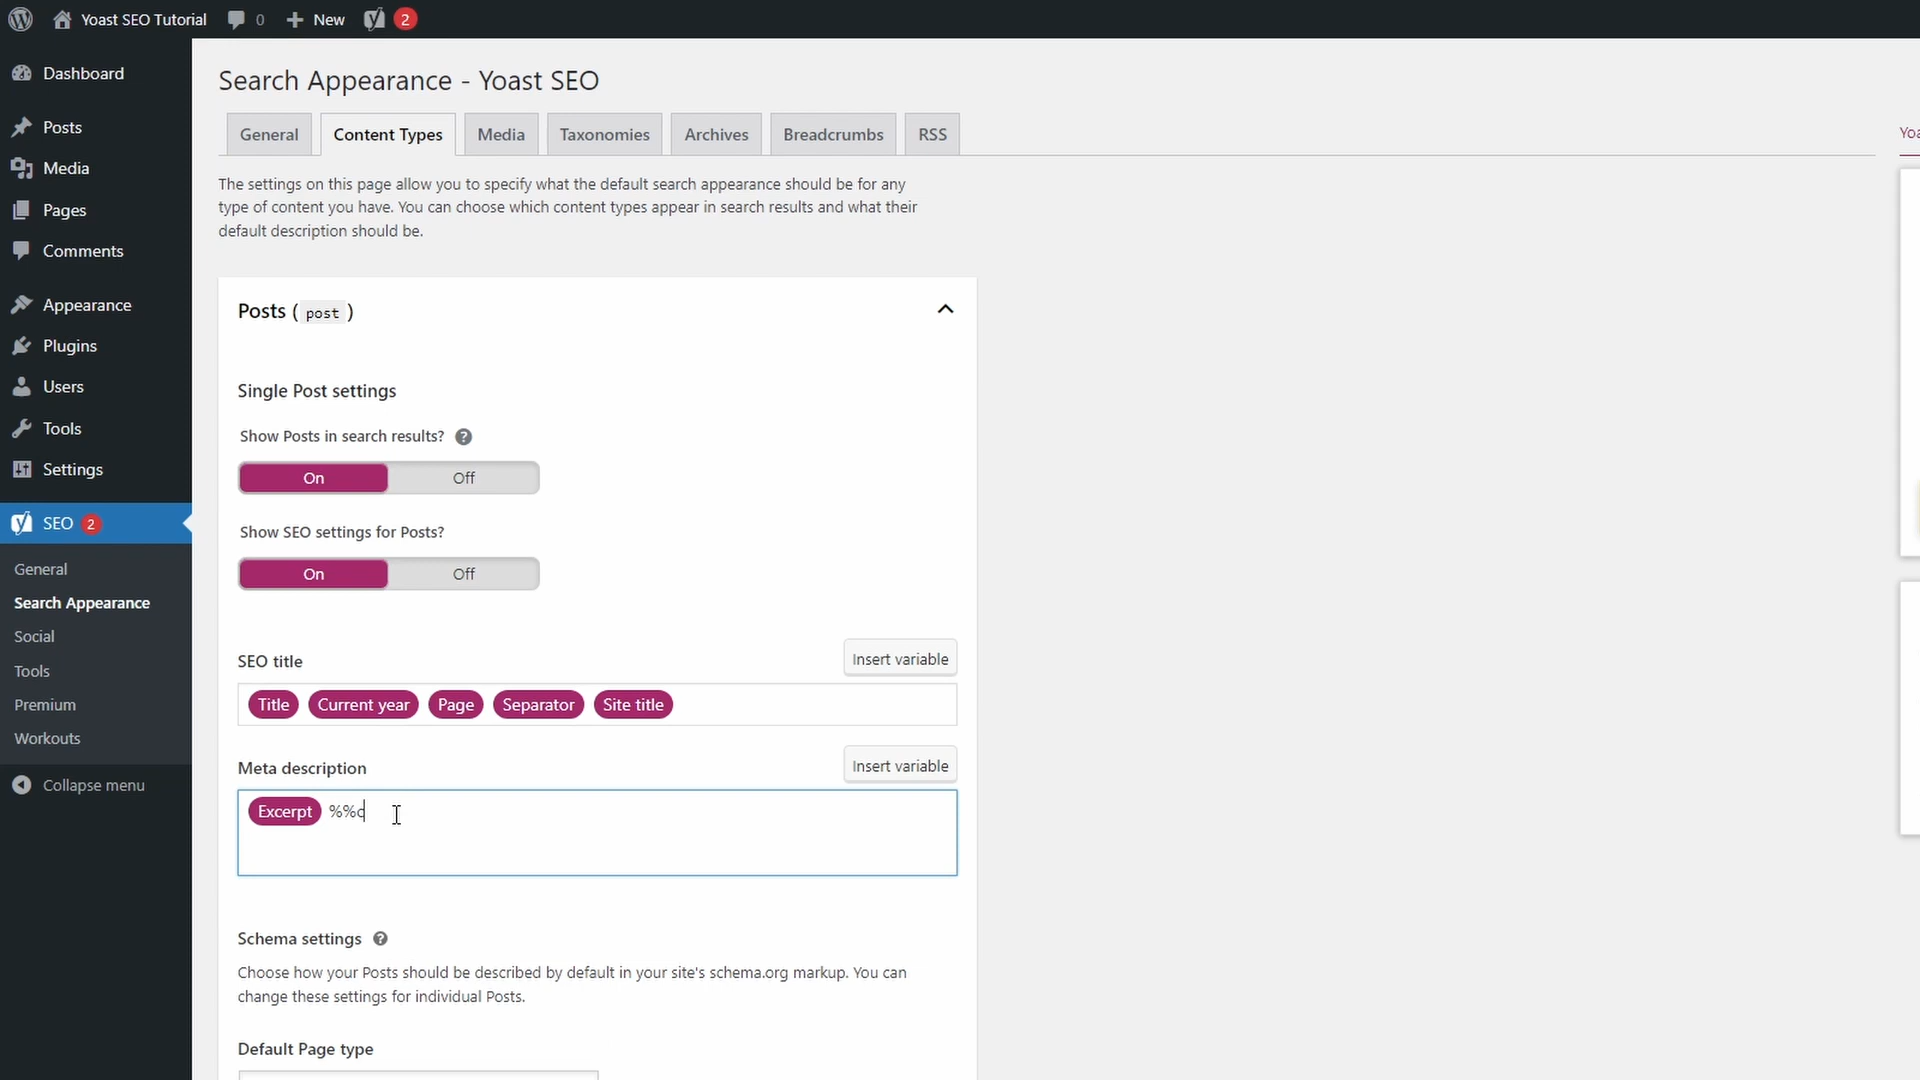 Yoast SEO Tutorial 0 New 2
Dashboard
Posts
Media
Pages
Comments
Appearance
Plugins
Users
Tools
Settings
SEO 2
General
Search Appearance
Social
Tools
Premium
Workouts
Collapse menu
Search Appearance - Yoast SEO
General Content Types Media Taxonomies Archives Breadcrumbs RSS
The settings on this page allow you to specify what the default search appearance should be for any
type of content you have. You can choose which content types appear in search results and what their
default description should be.
Posts ( post )
Single Post settings
Show Posts in search results? ?
On Off
Show SEO settings for Posts?
On Off
SEO title Insert variable
Title Current year Page Separator Site title
Meta description Insert variable
Excerpt %%c
Schema settings ?
Choose how your Posts should be described by default in your site's schema.org markup. You can
change these settings for individual Posts.
Default Page type
Yoa